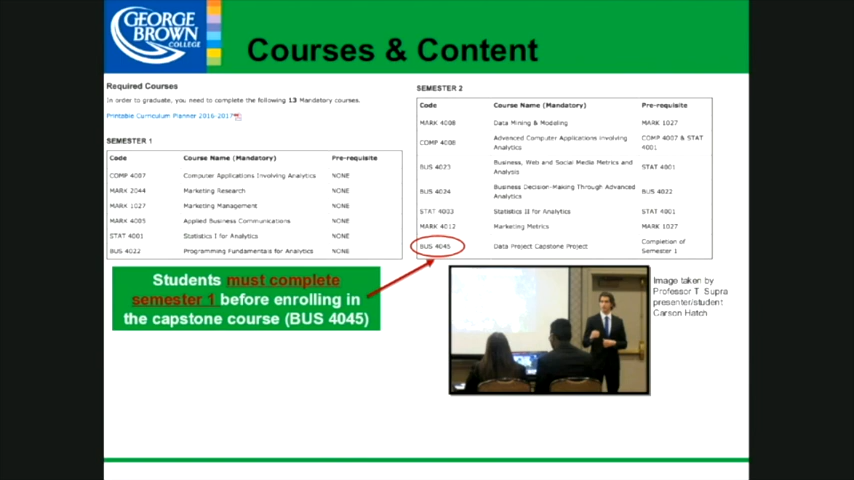 GEORGE
BROWN
COLLEGE
Courses & Content
Required Courses
In order to graduate, you need to complete the following 13 Mandatory courses.
Printable Curriculum Planner 2016-2017
SEMESTER 1
Code Course Name (Mandatory) Pre-requisite
COMP 4007 Computer Applications Involving Analytics NONE
MARK 2044 Marketing Research NONE
MARK 1027 Marketing Management NONE
MARK 4005 Applied Business Communications NONE
STAT 4001 Statistics I for Analytics NONE
BUS 4022 Programming Fundamentals for Analytics NONE
SEMESTER 2
Code Course Name (Mandatory) Pre-requisite
MARK 4008 Data Mining & Modeling MARK 1027
COMP 4008 Advanced Computer Applications Involving Analytics COMP 4007 & STAT 4001
BUS 4023 Business, Web and Social Media Metrics and Analysis STAT 4001
BUS 4024 Business Decision-Making Through Advanced Analytics BUS 4022
STAT 4003 Statistics II for Analytics STAT 4001
MARK 4012 Marketing Metrics MARK 1027
BUS 4045 Data Project Capstone Project Completion of Semester 1
Students must complete
semester 1 before enrolling in
the capstone course (BUS 4045)
Image taken by
Professor T. Supra
presenter/student
Carson Hatch